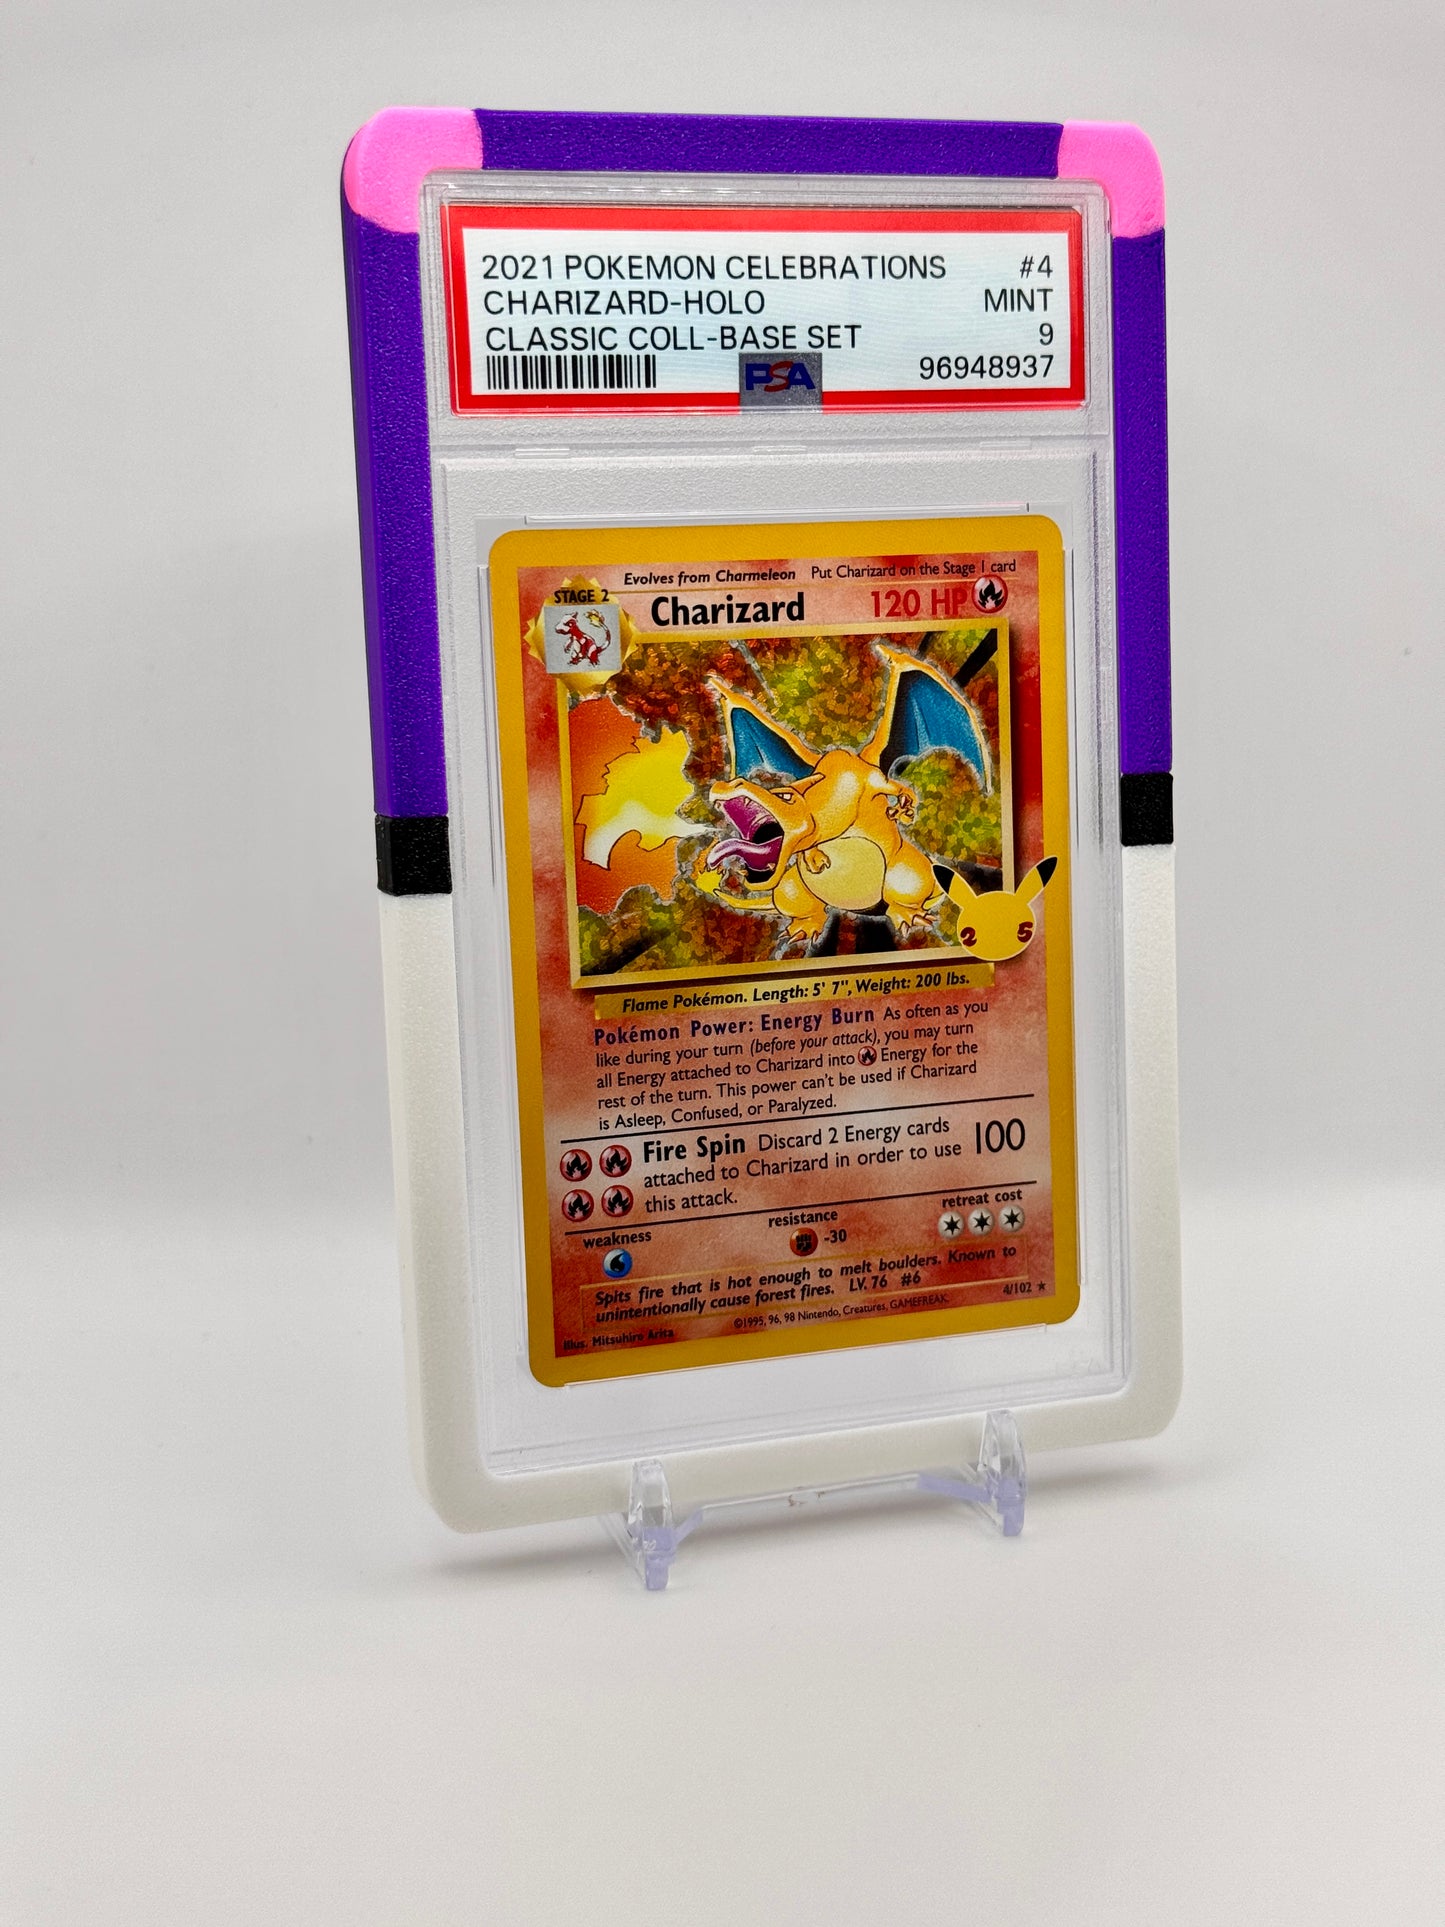 2021 POKEMON CELEBRATIONS #4
CHARIZARD-HOLO MINT
CLASSIC COLL-BASE SET 9
PSA 96948937
Evolves from Charmeleon Put Charizard on the Stage 1 card
STAGE 2
Charizard 120 HP
25
Flame Pokémon. Length: 5' 7", Weight: 200 lbs.
Pokémon Power: Energy Burn As often as you
like during your turn (before your attack), you may turn
all Energy attached to Charizard into Energy for the
rest of the turn. This power can't be used if Charizard
is Asleep, Confused, or Paralyzed.
Fire Spin Discard 2 Energy cards 100
attached to Charizard in order to use
this attack.
weakness resistance retreat cost
-30
Spits fire that is hot enough to melt boulders. Known to
unintentionally cause forest fires. LV. 76 #6
4/102 ★
Illus. Mitsuhiro Arita ©1995, 96, 98 Nintendo, Creatures, GAMEFREAK.